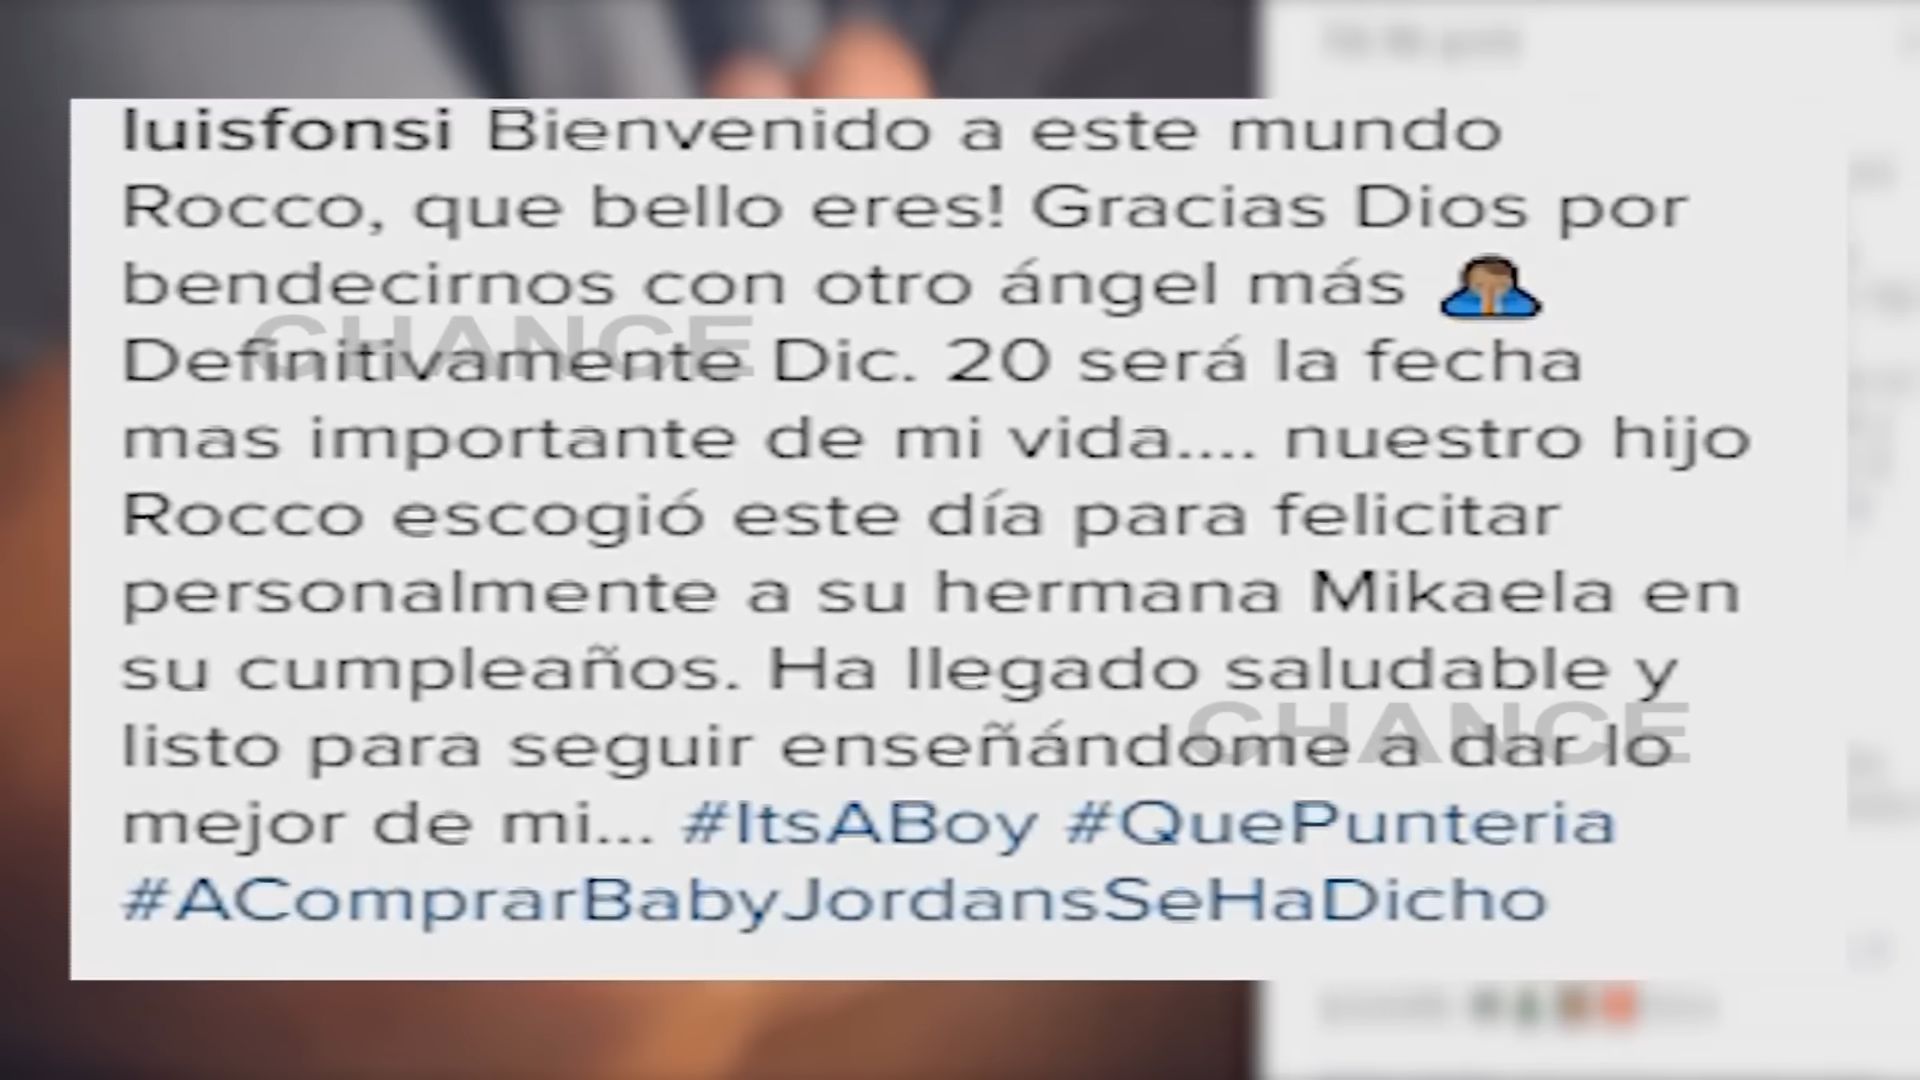 luisfonsi Bienvenido a este mundo
Rocco, que bello eres! Gracias Dios por
bendecirnos con otro ángel más 🤦🏽‍♂️
Definitivamente Dic. 20 será la fecha
mas importante de mi vida.... nuestro hijo
Rocco escogió este día para felicitar
personalmente a su hermana Mikaela en
su cumpleaños. Ha llegado saludable y
listo para seguir enseñándome a dar lo
mejor de mi... #ItsABoy #QuePunteria
#AComprarBabyJordansSeHaDicho
CHANCE
CHANCE